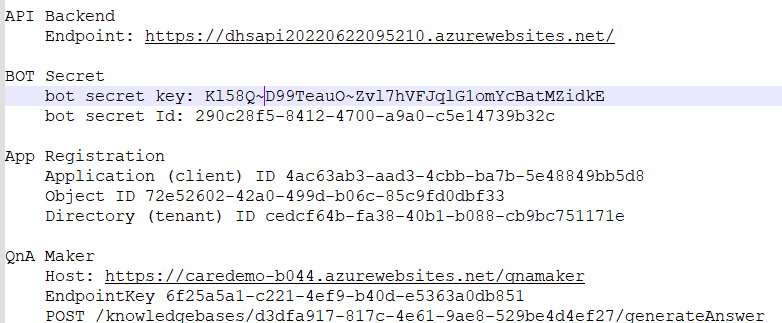 API Backend
Endpoint: https://dhsapi20220622095210.azurewebsites.net/
BOT Secret
bot secret key: Kl58Q~D99TeauO~Zvl7hVFJqlG1omYcBatMZidkE
bot secret Id: 290c28f5-8412-4700-a9a0-c5e14739b32c
App Registration
Application (client) ID 4ac63ab3-aad3-4cbb-ba7b-5e48849bb5d8
Object ID 72e52602-42a0-499d-b06c-85c9fd0dbf33
Directory (tenant) ID cedcf64b-fa38-40b1-b088-cb9bc751171e
QnA Maker
Host: https://caredemo-b044.azurewebsites.net/qnamaker
EndpointKey 6f25a5a1-c221-4ef9-b40d-e5363a0db851
POST /knowledgebases/d3dfa917-817c-4e61-9ae8-529be4d4ef27/generateAnswer